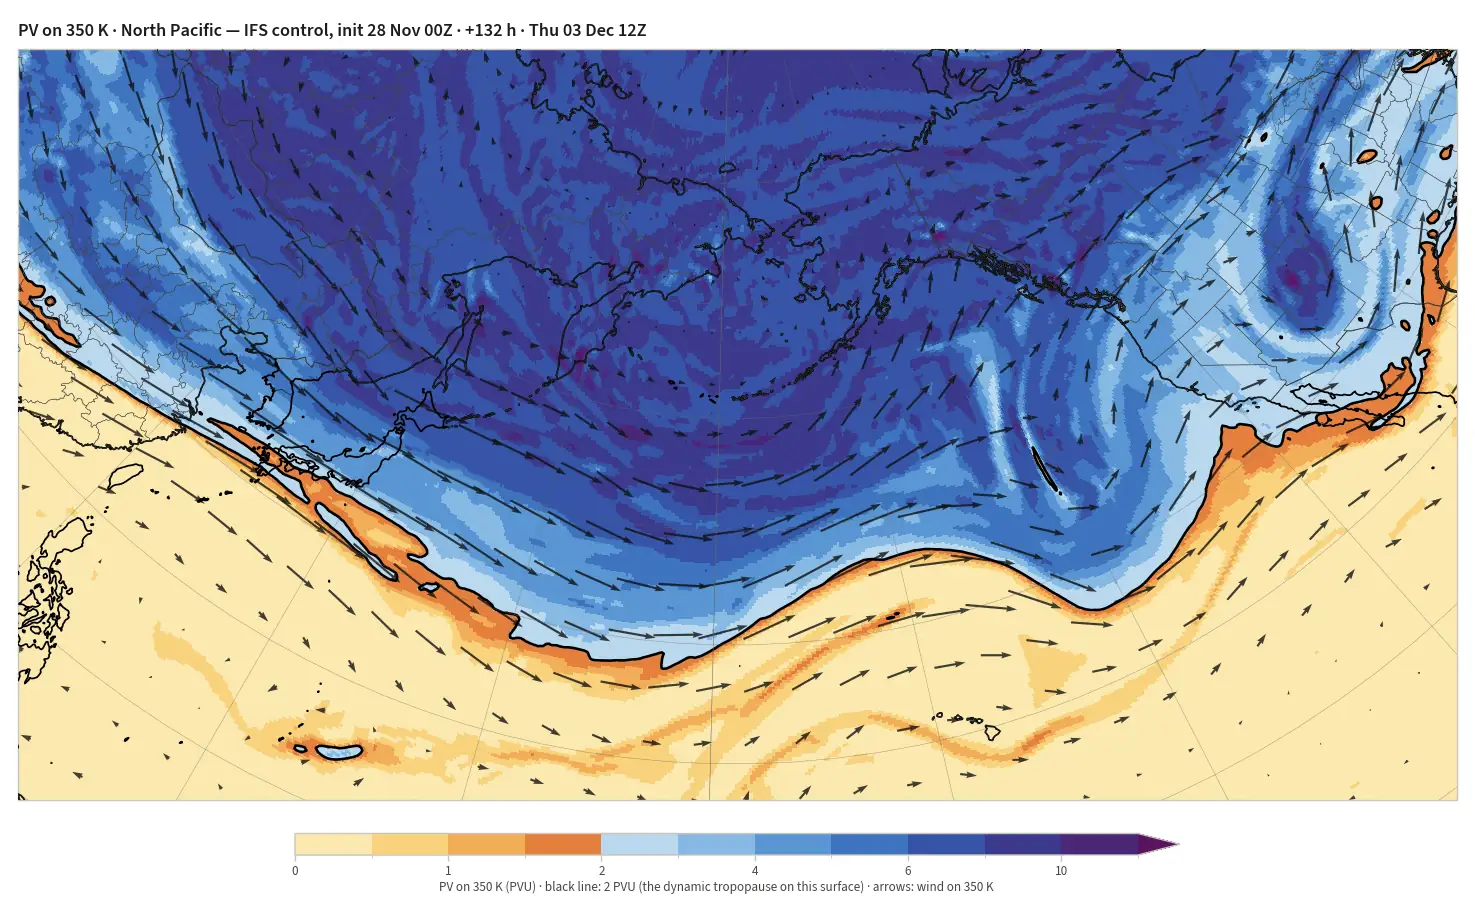 PV on 350 K · North Pacific — IFS control, init 28 Nov 00Z · +132 h · Thu 03 Dec 12Z
0 1 2 4 6 10
PV on 350 K (PVU) · black line: 2 PVU (the dynamic tropopause on this surface) · arrows: wind on 350 K